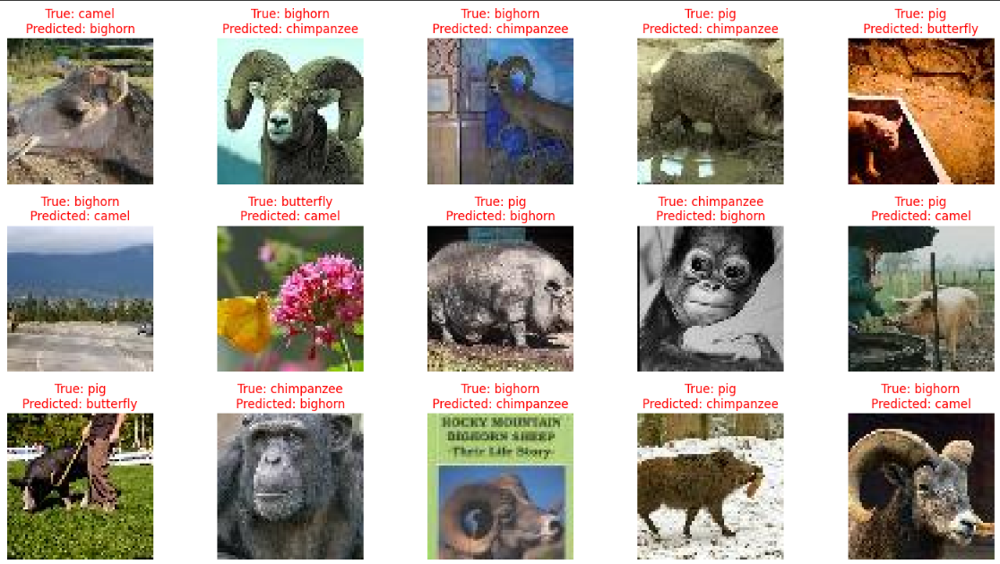 True: camel
Predicted: bighorn
True: bighorn
Predicted: chimpanzee
True: bighorn
Predicted: chimpanzee
True: pig
Predicted: chimpanzee
True: pig
Predicted: butterfly
True: bighorn
Predicted: camel
True: butterfly
Predicted: camel
True: pig
Predicted: bighorn
True: chimpanzee
Predicted: bighorn
True: pig
Predicted: camel
True: pig
Predicted: butterfly
True: chimpanzee
Predicted: bighorn
True: bighorn
Predicted: chimpanzee
ROCKY MOUNTAIN
BIGHORN SHEEP
-Their Life Story-
True: pig
Predicted: chimpanzee
True: bighorn
Predicted: camel